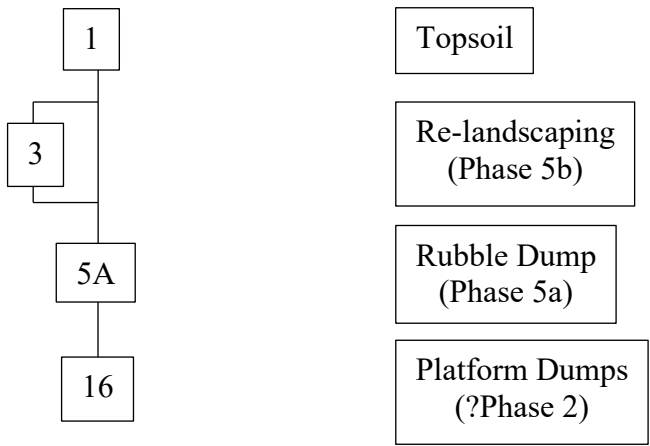 1
Topsoil
3
Re-landscaping
(Phase 5b)
5A
Rubble Dump
(Phase 5a)
16
Platform Dumps
(?Phase 2)